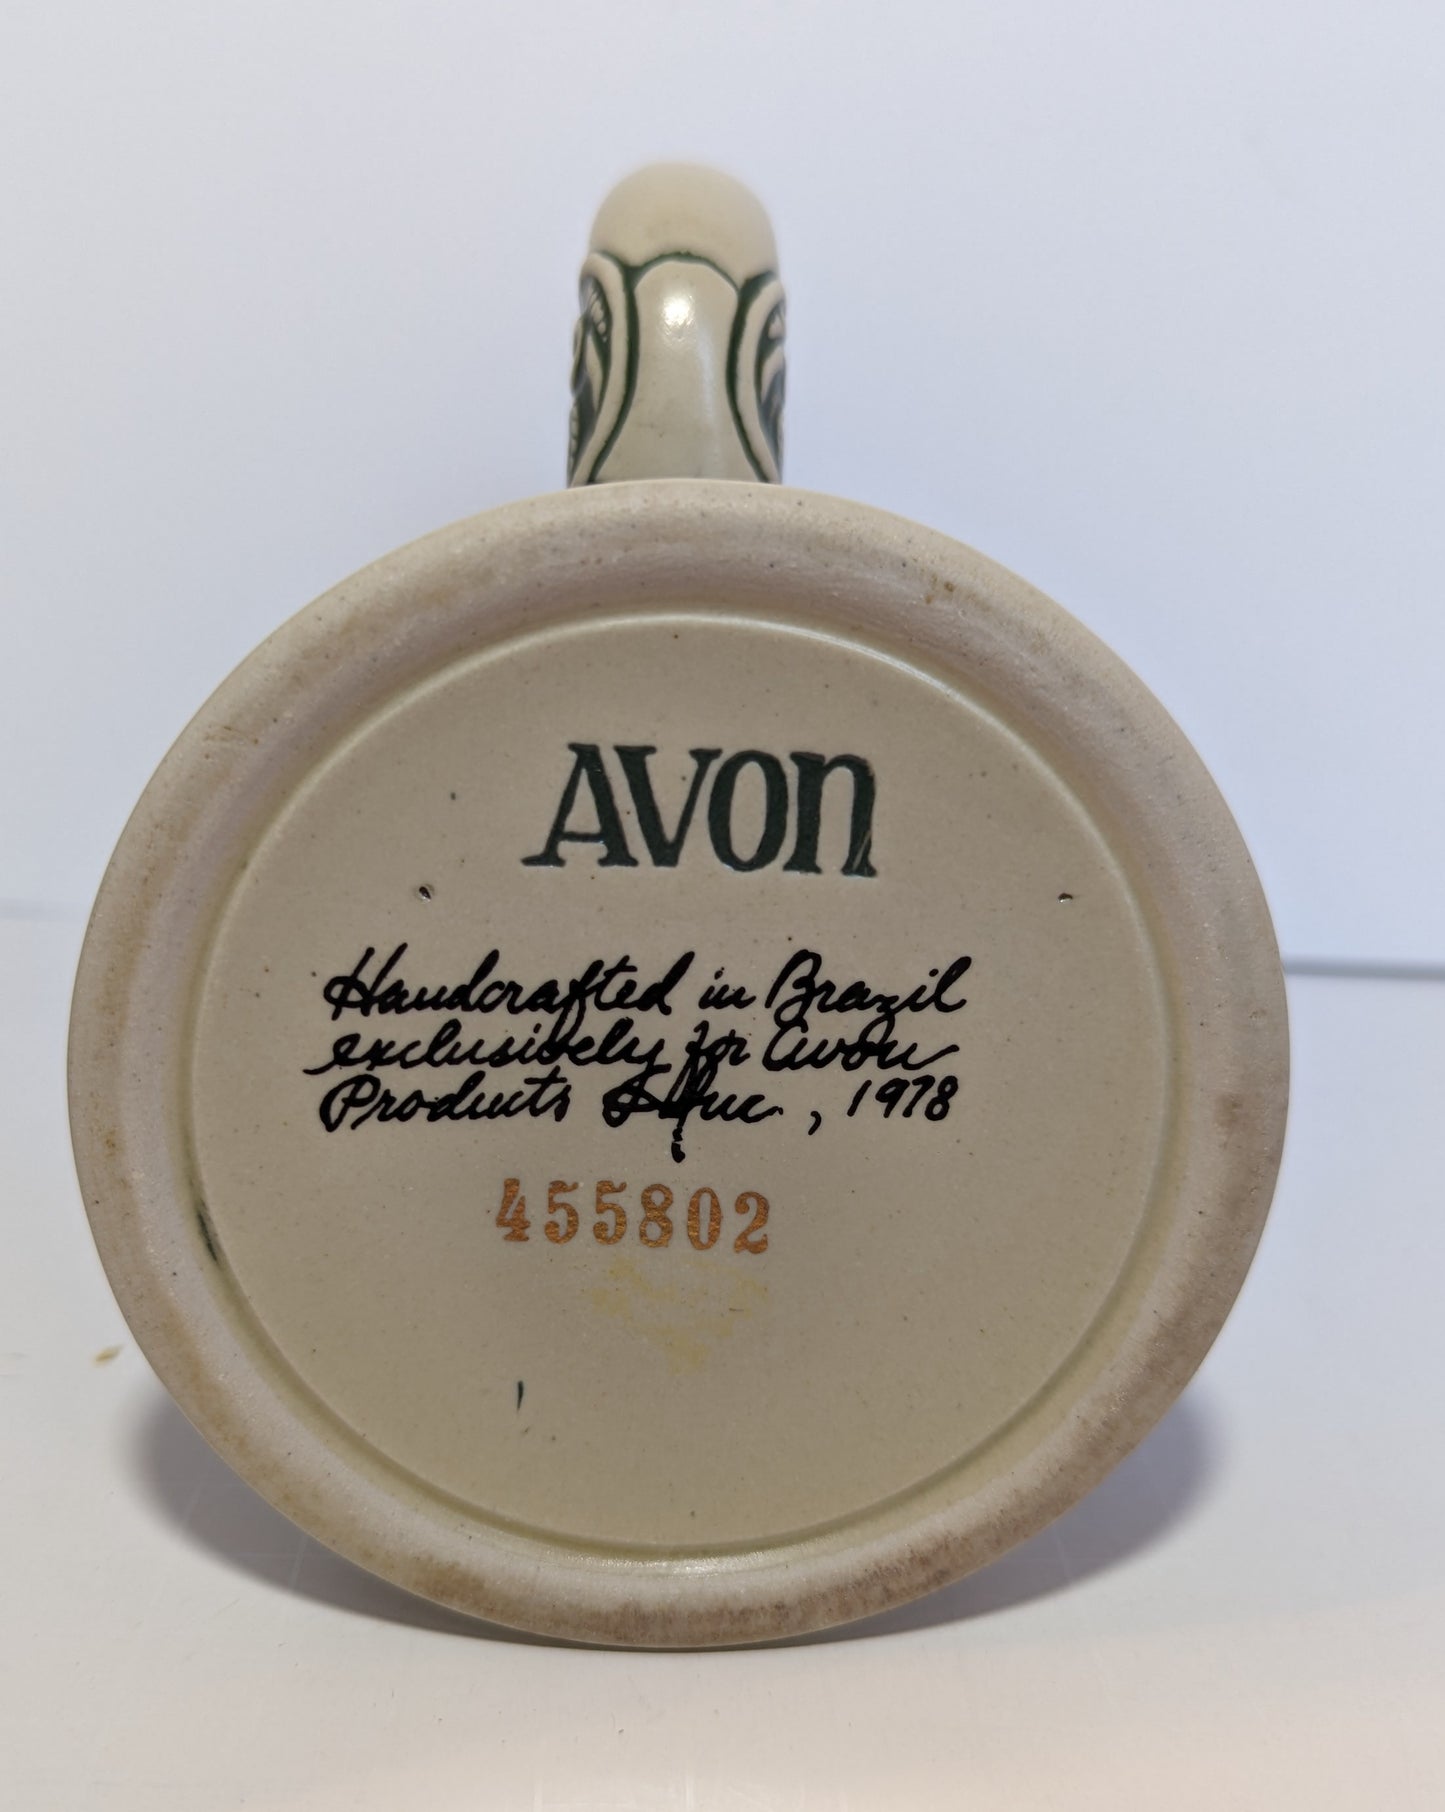 AVON
Handcrafted in Brazil
exclusively for Avon
Products Inc., 1978
455802